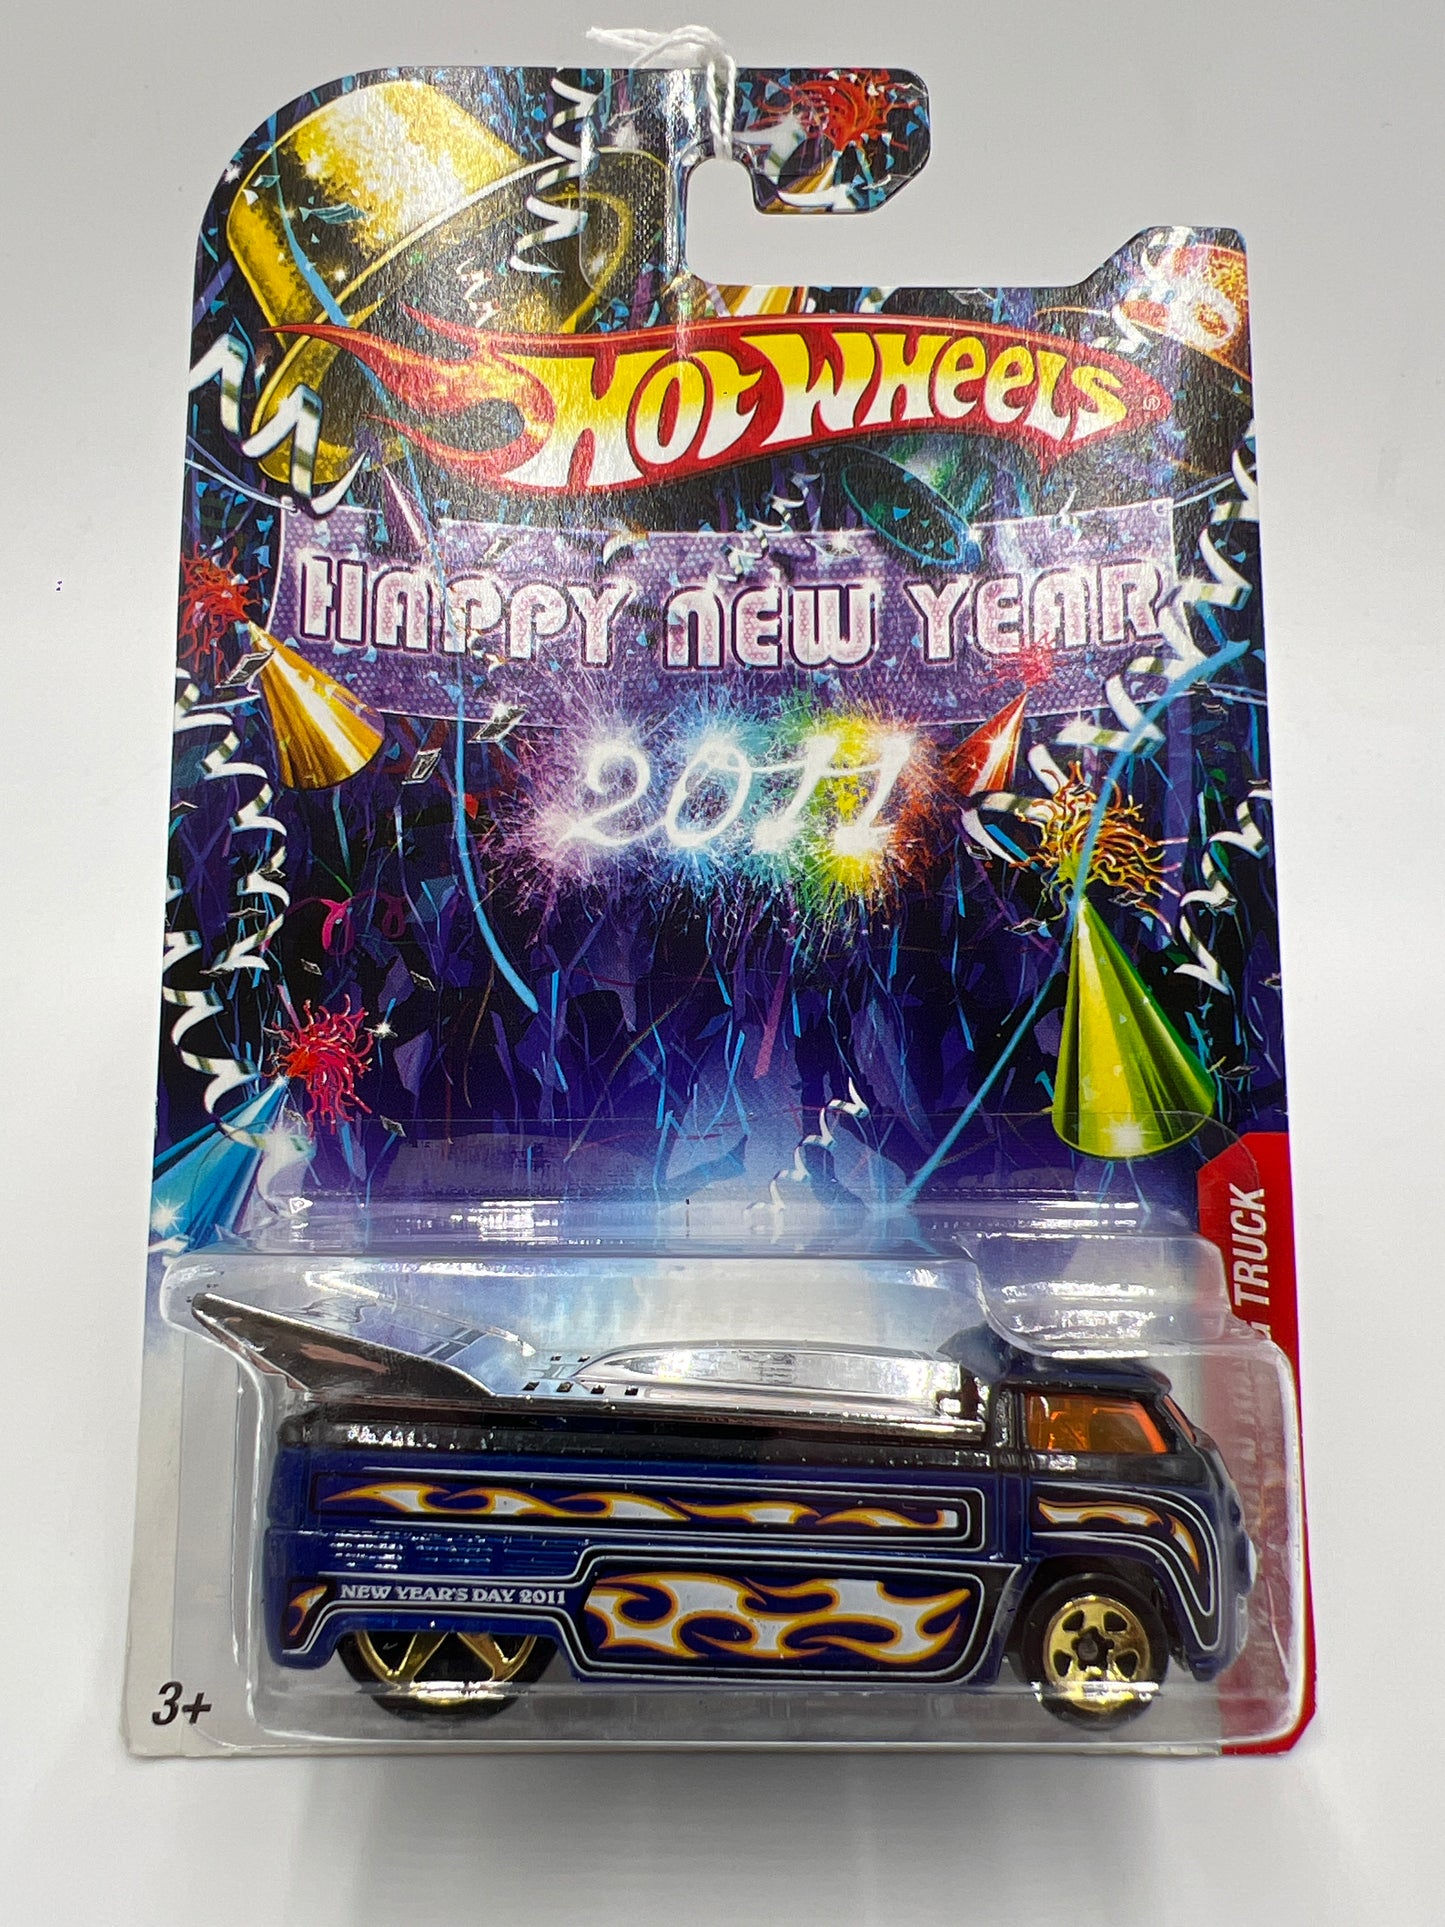 HOT WHEELS
HAPPY NEW YEAR
2011
TRUCK
NEW YEAR'S DAY 2011
3+